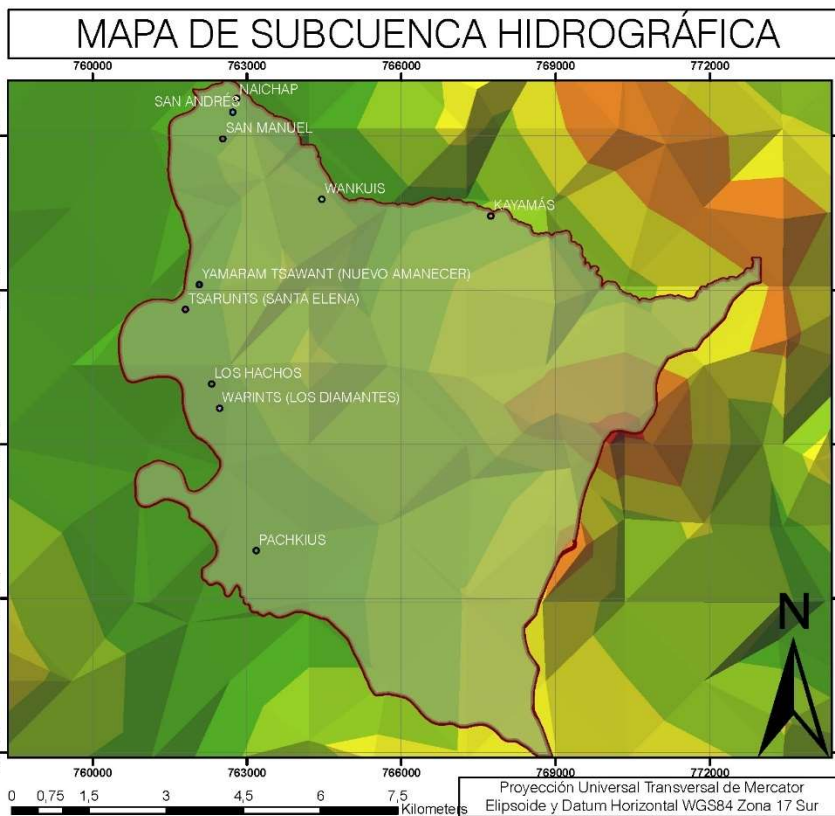 MAPA DE SUBCUENCA HIDROGRÁFICA
760000 763000 766000 769000 772000
NAICHAP
SAN ANDRÉS
SAN MANUEL
WANKUIS
KAYAMÁS
YAMARAM TSAWANT (NUEVO AMANECER)
TSARUNTS (SANTA ELENA)
LOS HACHOS
WARINTS (LOS DIAMANTES)
PACHKIUS
N
760000 763000 766000 769000 772000
0 0,75 1,5 3 4,5 6 7,5
Kilometers
Proyección Universal Transversal de Mercator
Elipsoide y Datum Horizontal WGS84 Zona 17 Sur